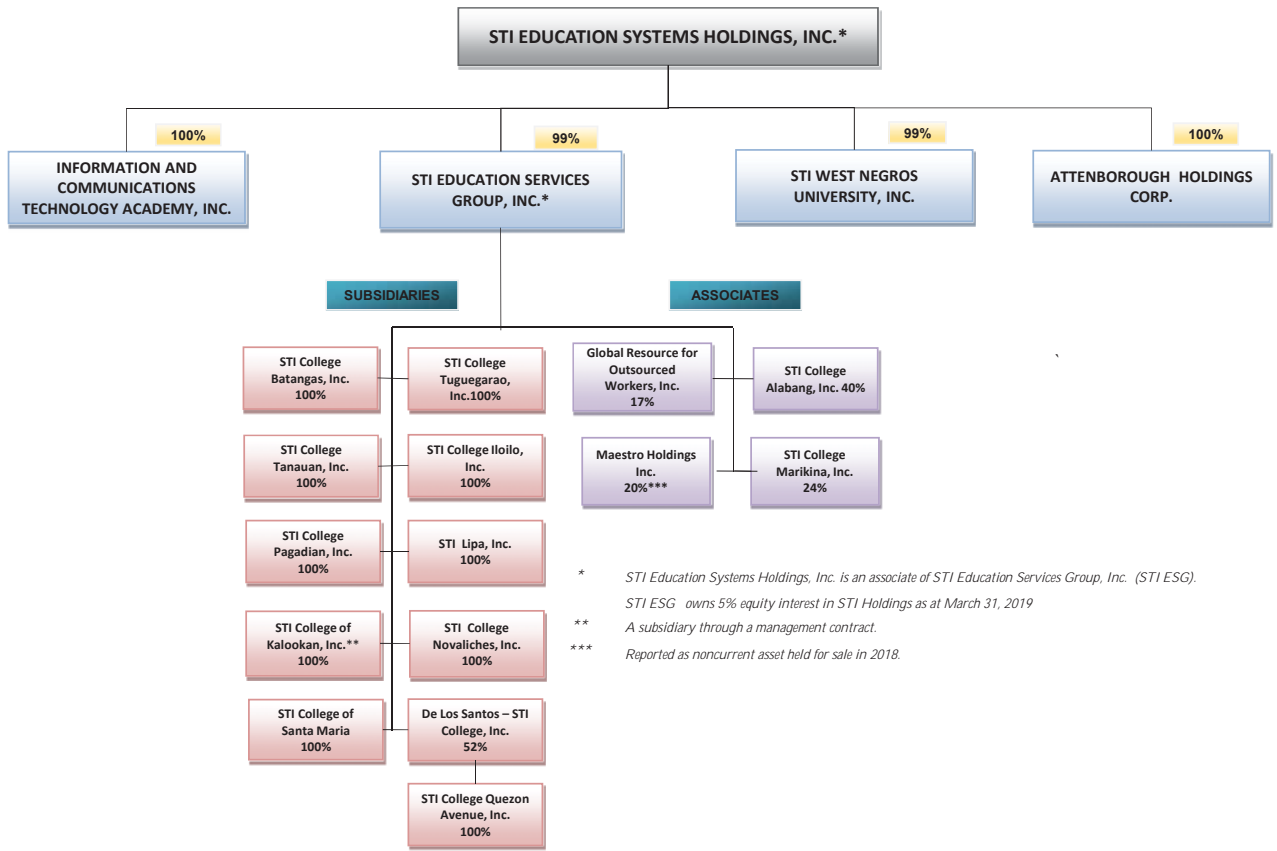 STI EDUCATION SYSTEMS HOLDINGS, INC.*
100%
INFORMATION AND
COMMUNICATIONS
TECHNOLOGY ACADEMY, INC.
99%
STI EDUCATION SERVICES
GROUP, INC.*
99%
STI WEST NEGROS
UNIVERSITY, INC.
100%
ATTENBOROUGH HOLDINGS
CORP.
SUBSIDIARIES
STI College
Batangas, Inc.
100%
STI College
Tuguegarao,
Inc.100%
STI College
Tanauan, Inc.
100%
STI College Iloilo,
Inc.
100%
STI College
Pagadian, Inc.
100%
STI Lipa, Inc.
100%
STI College of
Kalookan, Inc.**
100%
STI College
Novaliches, Inc.
100%
STI College of
Santa Maria
100%
De Los Santos – STI
College, Inc.
52%
STI College Quezon
Avenue, Inc.
100%
ASSOCIATES
Global Resource for
Outsourced
Workers, Inc.
17%
STI College
Alabang, Inc. 40%
Maestro Holdings
Inc.
20%***
STI College
Marikina, Inc.
24%
`
* STI Education Systems Holdings, Inc. is an associate of STI Education Services Group, Inc. (STI ESG).
STI ESG owns 5% equity interest in STI Holdings as at March 31, 2019
** A subsidiary through a management contract.
*** Reported as noncurrent asset held for sale in 2018.